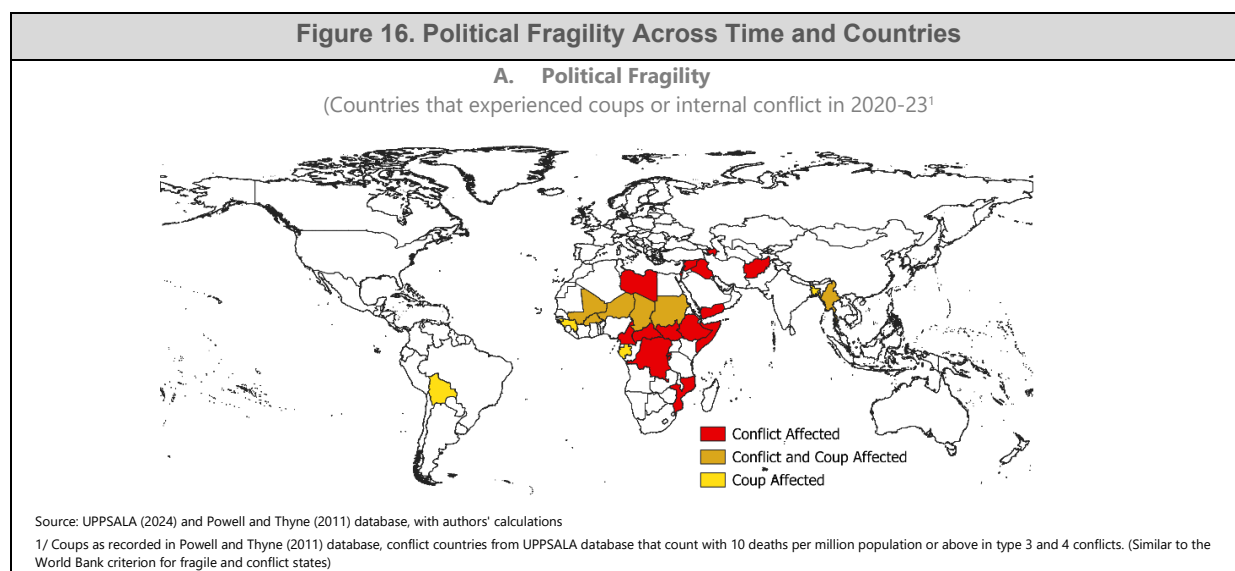 Figure 16. Political Fragility Across Time and Countries
A. Political Fragility
(Countries that experienced coups or internal conflict in 2020-23¹
Conflict Affected
Conflict and Coup Affected
Coup Affected
Source: UPPSALA (2024) and Powell and Thyne (2011) database, with authors' calculations
1/ Coups as recorded in Powell and Thyne (2011) database, conflict countries from UPPSALA database that count with 10 deaths per million population or above in type 3 and 4 conflicts. (Similar to the
World Bank criterion for fragile and conflict states)